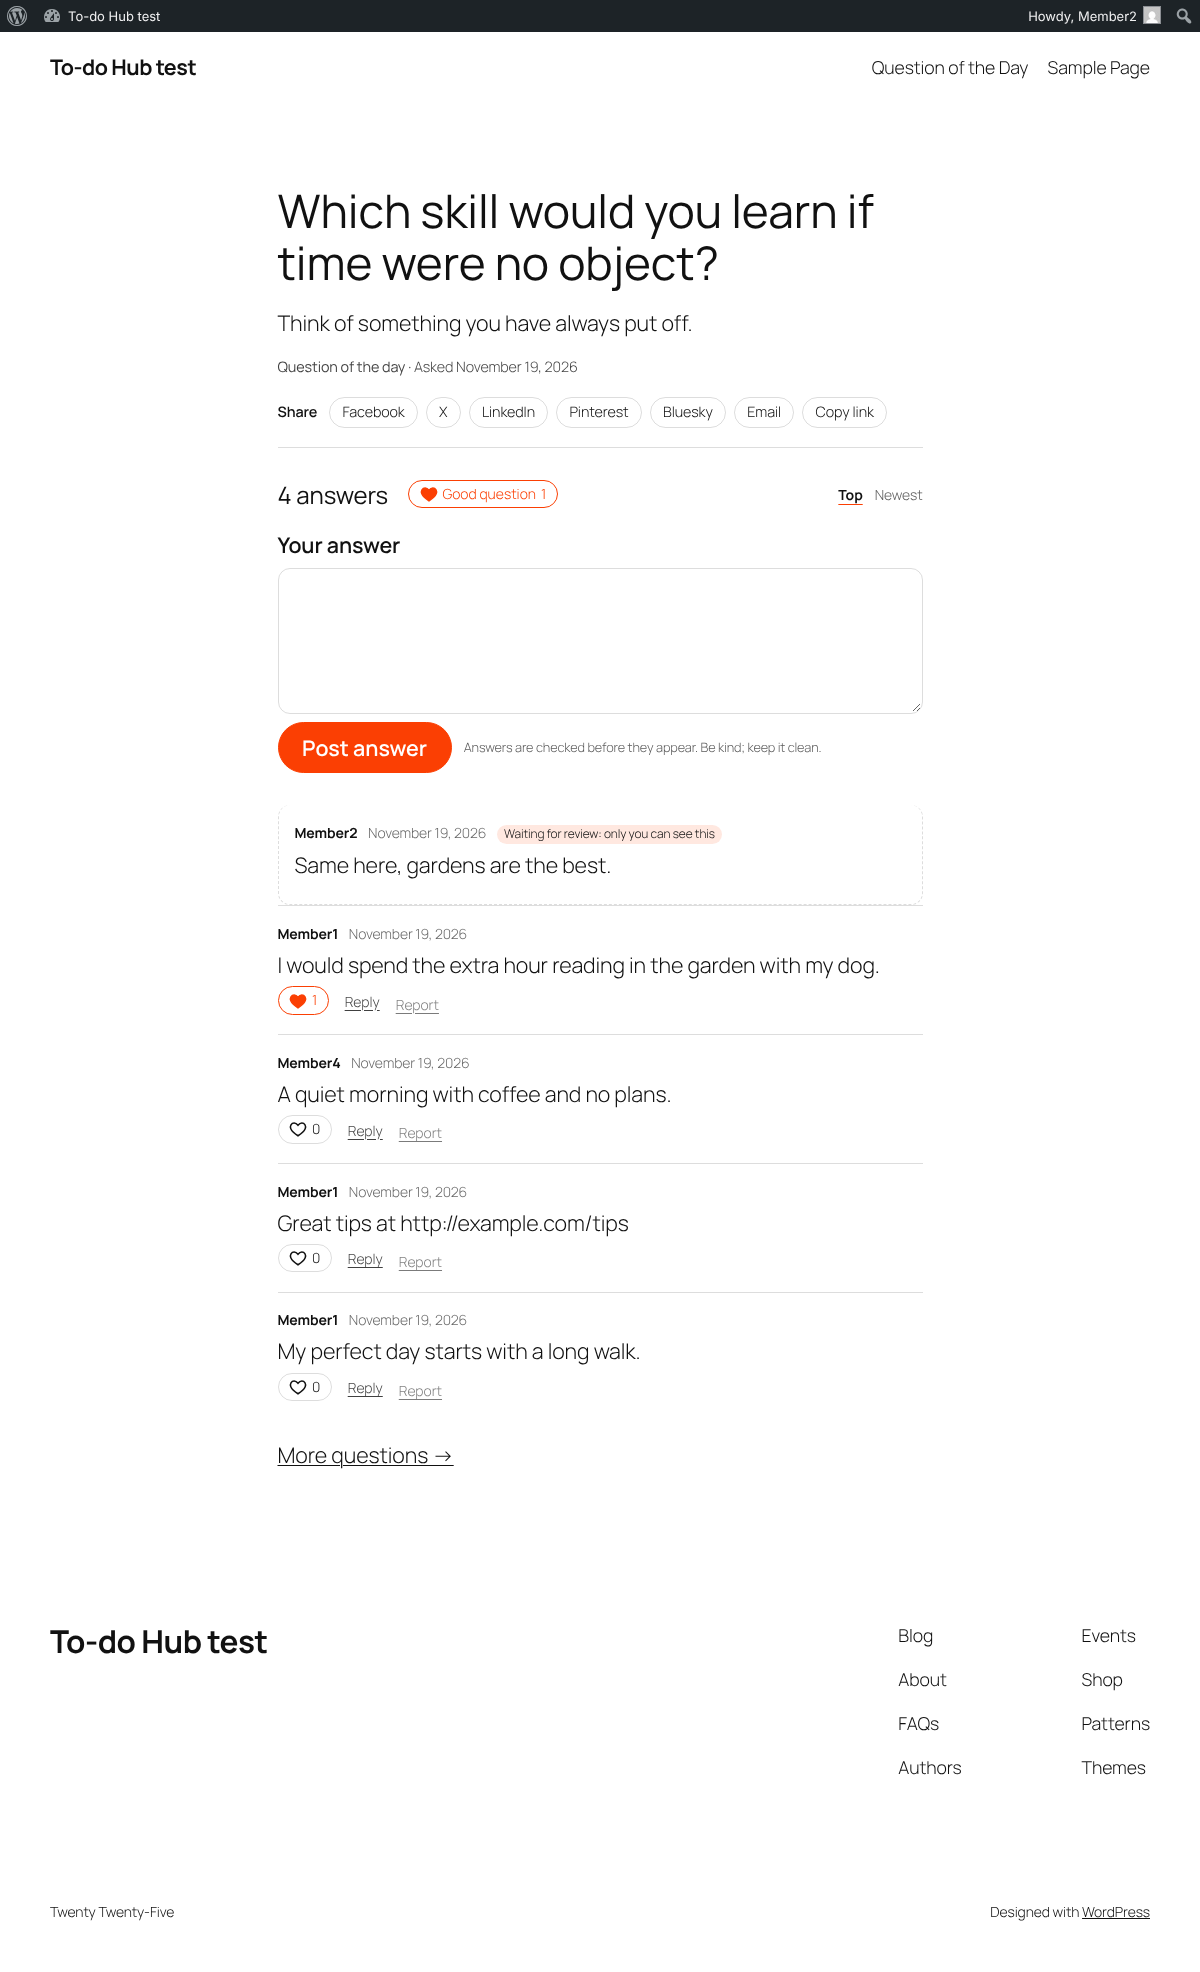 To-do Hub test
Howdy, Member2
To-do Hub test
Question of the Day
Sample Page
Which skill would you learn if
time were no object?
Think of something you have always put off.
Question of the day · Asked November 19, 2026
Share
Facebook
X
LinkedIn
Pinterest
Bluesky
Email
Copy link
4 answers
Good question 1
Top
Newest
Your answer
Post answer
Answers are checked before they appear. Be kind; keep it clean.
Member2 November 19, 2026 Waiting for review: only you can see this
Same here, gardens are the best.
Member1 November 19, 2026
I would spend the extra hour reading in the garden with my dog.
1 Reply Report
Member4 November 19, 2026
A quiet morning with coffee and no plans.
0 Reply Report
Member1 November 19, 2026
Great tips at http://example.com/tips
0 Reply Report
Member1 November 19, 2026
My perfect day starts with a long walk.
0 Reply Report
More questions →
To-do Hub test
Blog
About
FAQs
Authors
Events
Shop
Patterns
Themes
Twenty Twenty-Five
Designed with WordPress